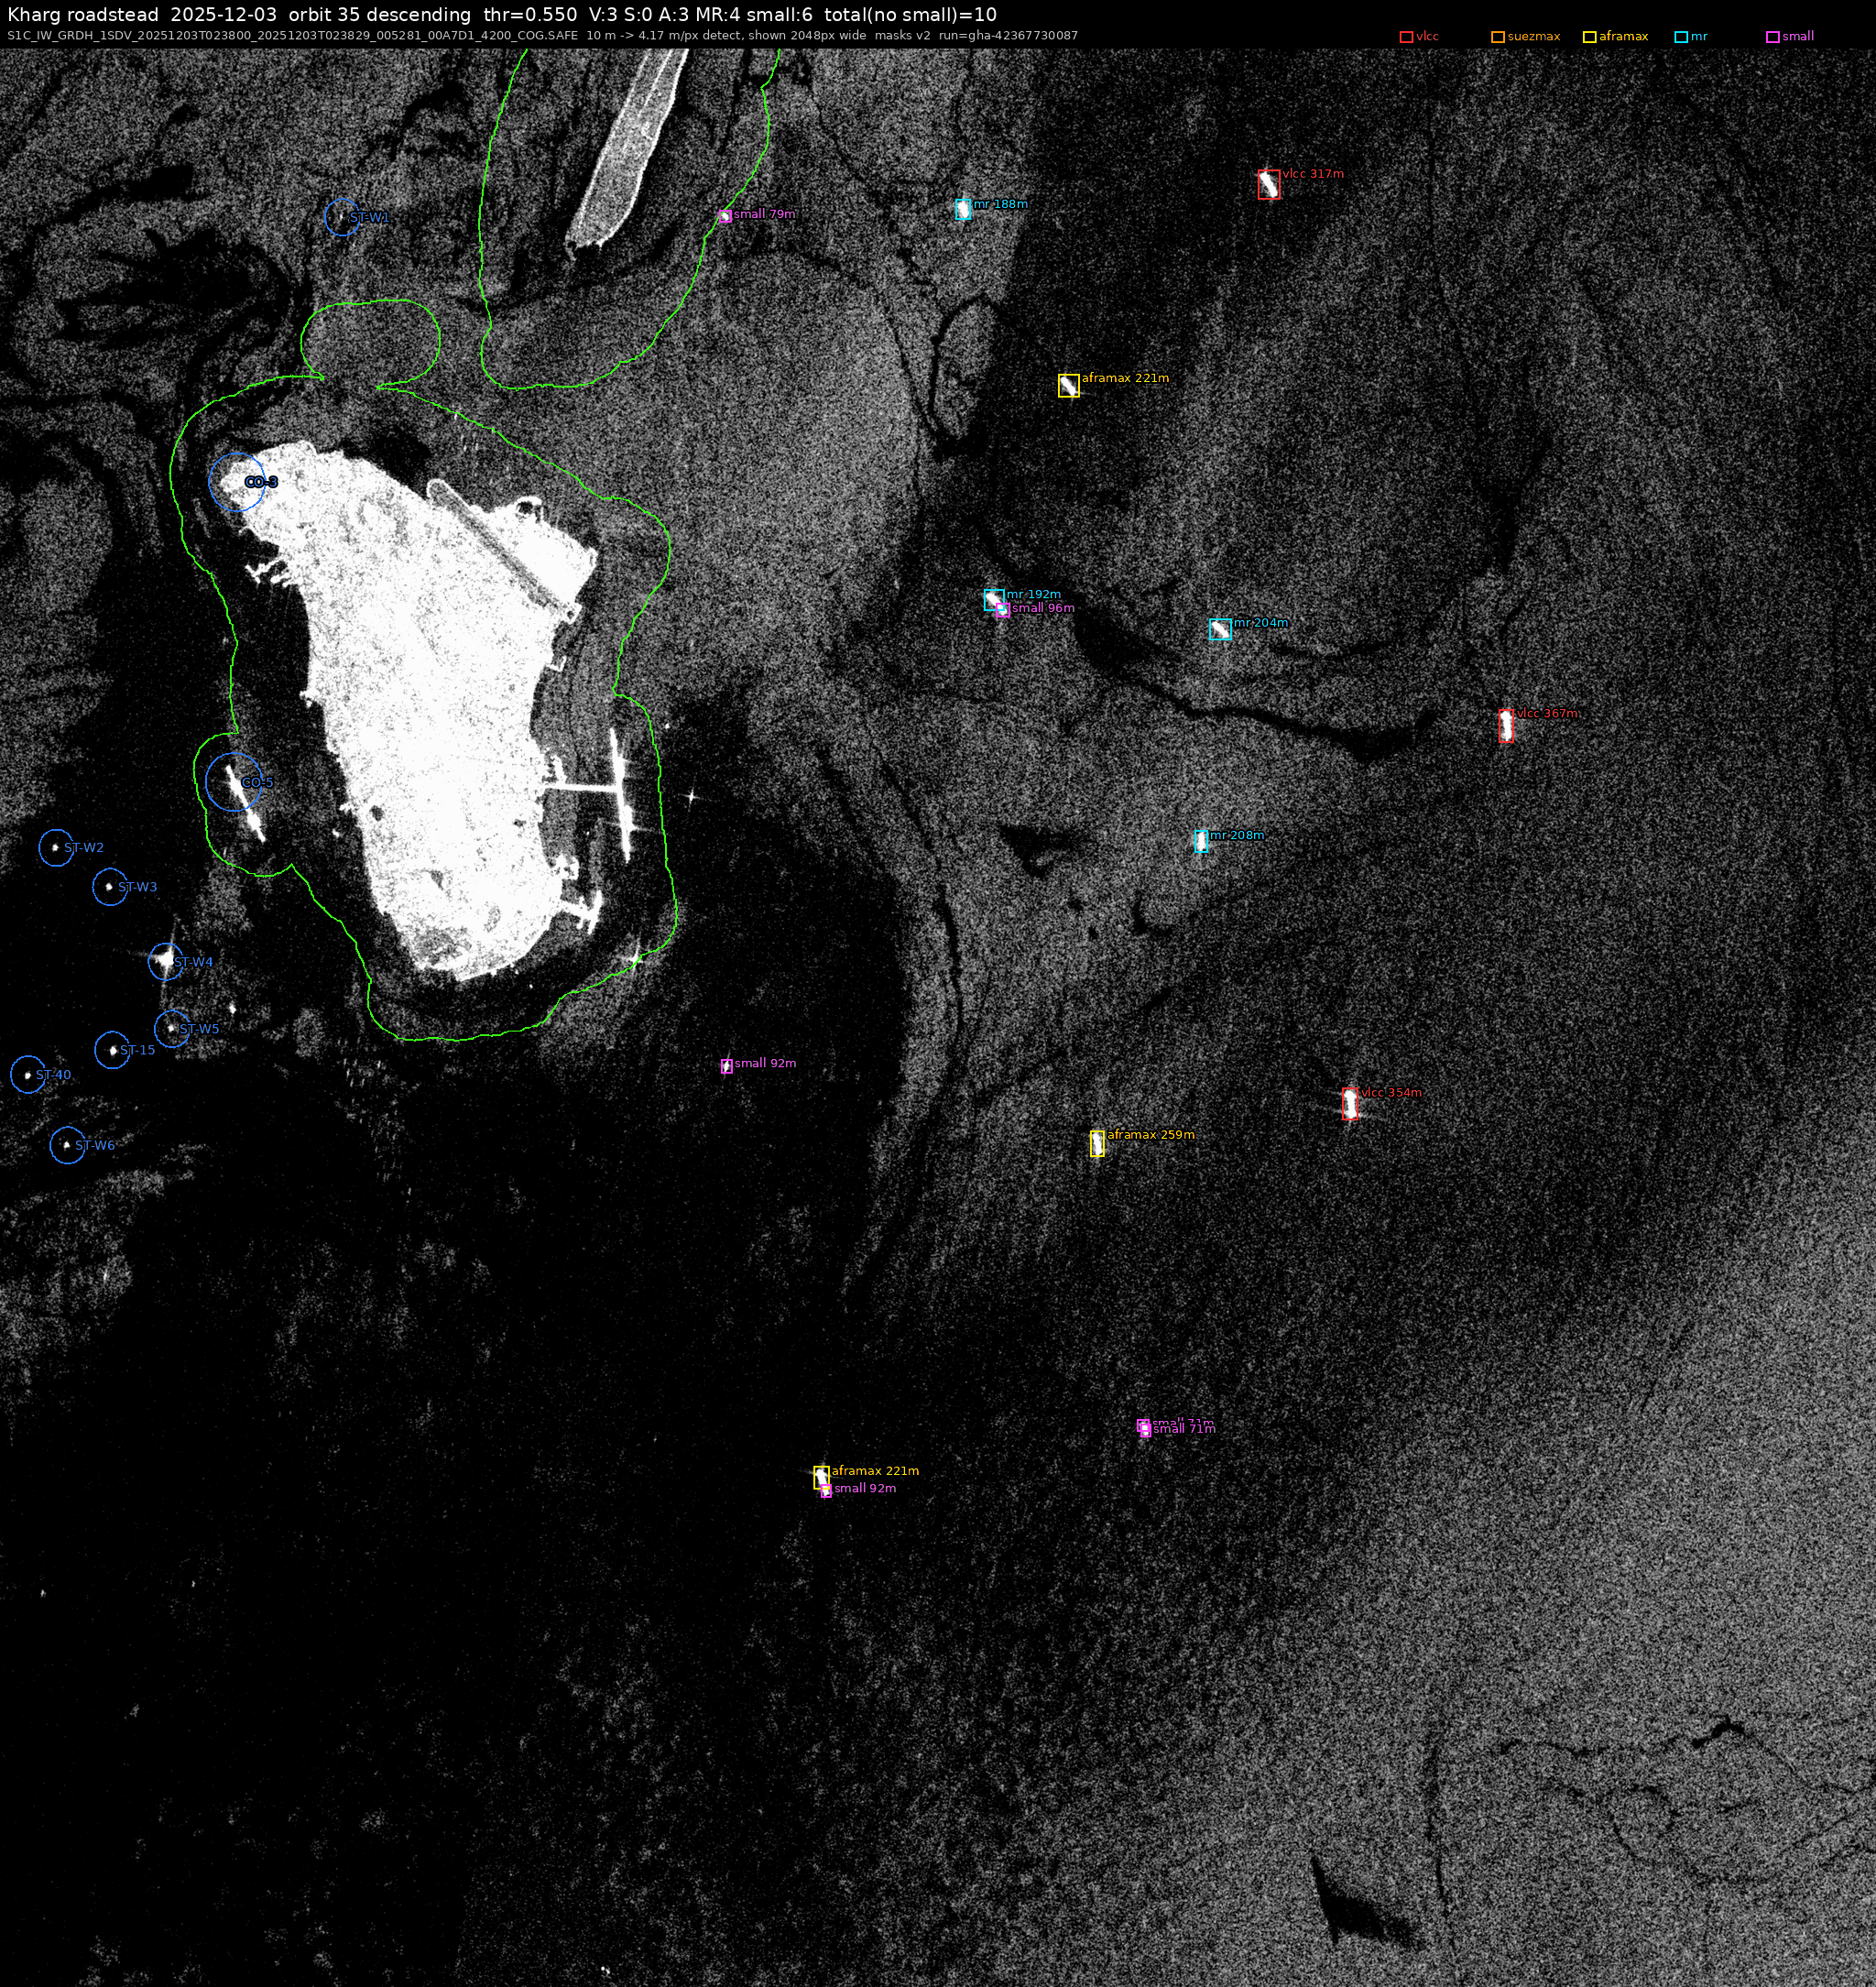 Kharg roadstead 2025-12-03 orbit 35 descending thr=0.550 V:3 S:0 A:3 MR:4 small:6 total(no small)=10
S1C_IW_GRDH_1SDV_20251203T023800_20251203T023829_005281_00A7D1_4200_COG.SAFE 10 m -> 4.17 m/px detect, shown 2048px wide masks v2 run=gha-42367730087
vlcc suezmax aframax mr small
vlcc 317m
mr 188m
small 79m
ST-W1
aframax 221m
CO-3
mr 192m
small 96m
mr 204m
vlcc 367m
CO-5
mr 208m
ST-W2
ST-W3
ST-W4
ST-W5
ST-15
small 92m
ST-40
vlcc 354m
aframax 259m
ST-W6
small 71m
small 71m
aframax 221m
small 92m